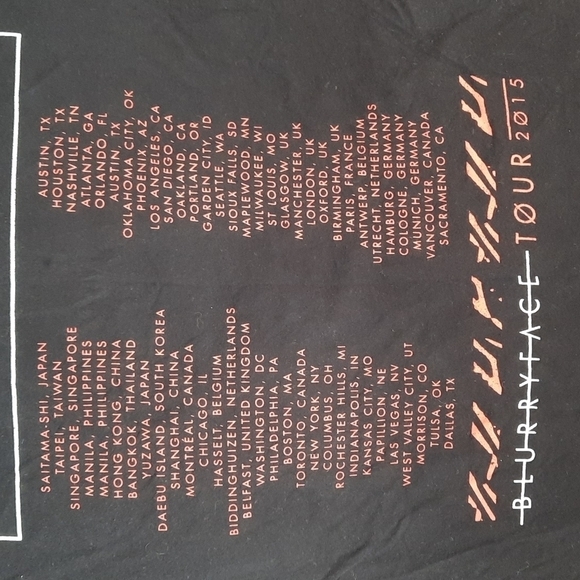 SAITAMA-SHI, JAPAN
TAIPEI, TAIWAN
SINGAPORE, SINGAPORE
MANILA, PHILIPPINES
MANILA, PHILIPPINES
HONG KONG, CHINA
BANGKOK, THAILAND
YUZAWA, JAPAN
DAEBU ISLAND, SOUTH KOREA
SHANGHAI, CHINA
MONTRÉAL, CANADA
CHICAGO, IL
HASSELT, BELGIUM
BIDDINGHUIZEN, NETHERLANDS
BELFAST, UNITED KINGDOM
WASHINGTON, DC
PHILADELPHIA, PA
BOSTON, MA
TORONTO, CANADA
NEW YORK, NY
COLUMBUS, OH
ROCHESTER HILLS, MI
INDIANAPOLIS, IN
KANSAS CITY, MO
PAPILLION, NE
LAS VEGAS, NV
WEST VALLEY CITY, UT
MORRISON, CO
TULSA, OK
DALLAS, TX
AUSTIN, TX
HOUSTON, TX
NASHVILLE, TN
ATLANTA, GA
ORLANDO, FL
AUSTIN, TX
OKLAHOMA CITY, OK
PHOENIX, AZ
LOS ANGELES, CA
SAN DIEGO, CA
OAKLAND, CA
PORTLAND, OR
GARDEN CITY, ID
SEATTLE, WA
SIOUX FALLS, SD
MAPLEWOOD, MN
MILWAUKEE, WI
ST LOUIS, MO
GLASGOW, UK
MANCHESTER, UK
LONDON, UK
OXFORD, UK
BIRMINGHAM, UK
PARIS, FRANCE
ANTWERP, BELGIUM
UTRECHT, NETHERLANDS
HAMBURG, GERMANY
COLOGNE, GERMANY
MUNICH, GERMANY
VANCOUVER, CANADA
SACRAMENTO, CA
BLURRYFACE TØUR 2015